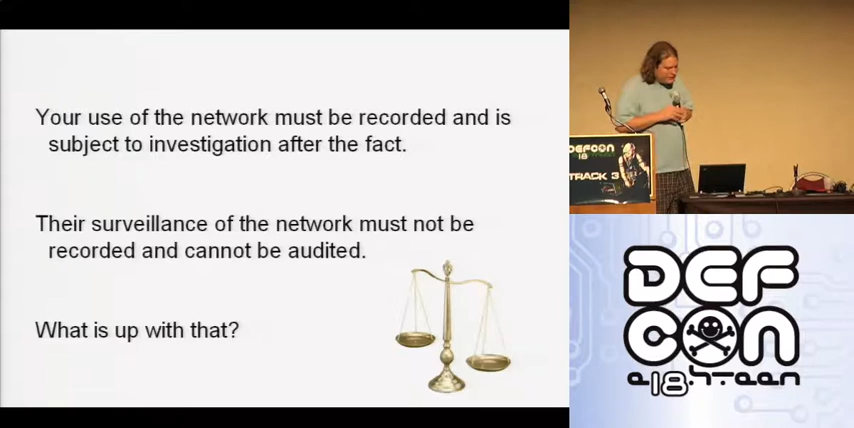 Your use of the network must be recorded and is
subject to investigation after the fact.
Their surveillance of the network must not be
recorded and cannot be audited.
What is up with that?
DEFCON
18
TRACK 3
DEF
CON
18